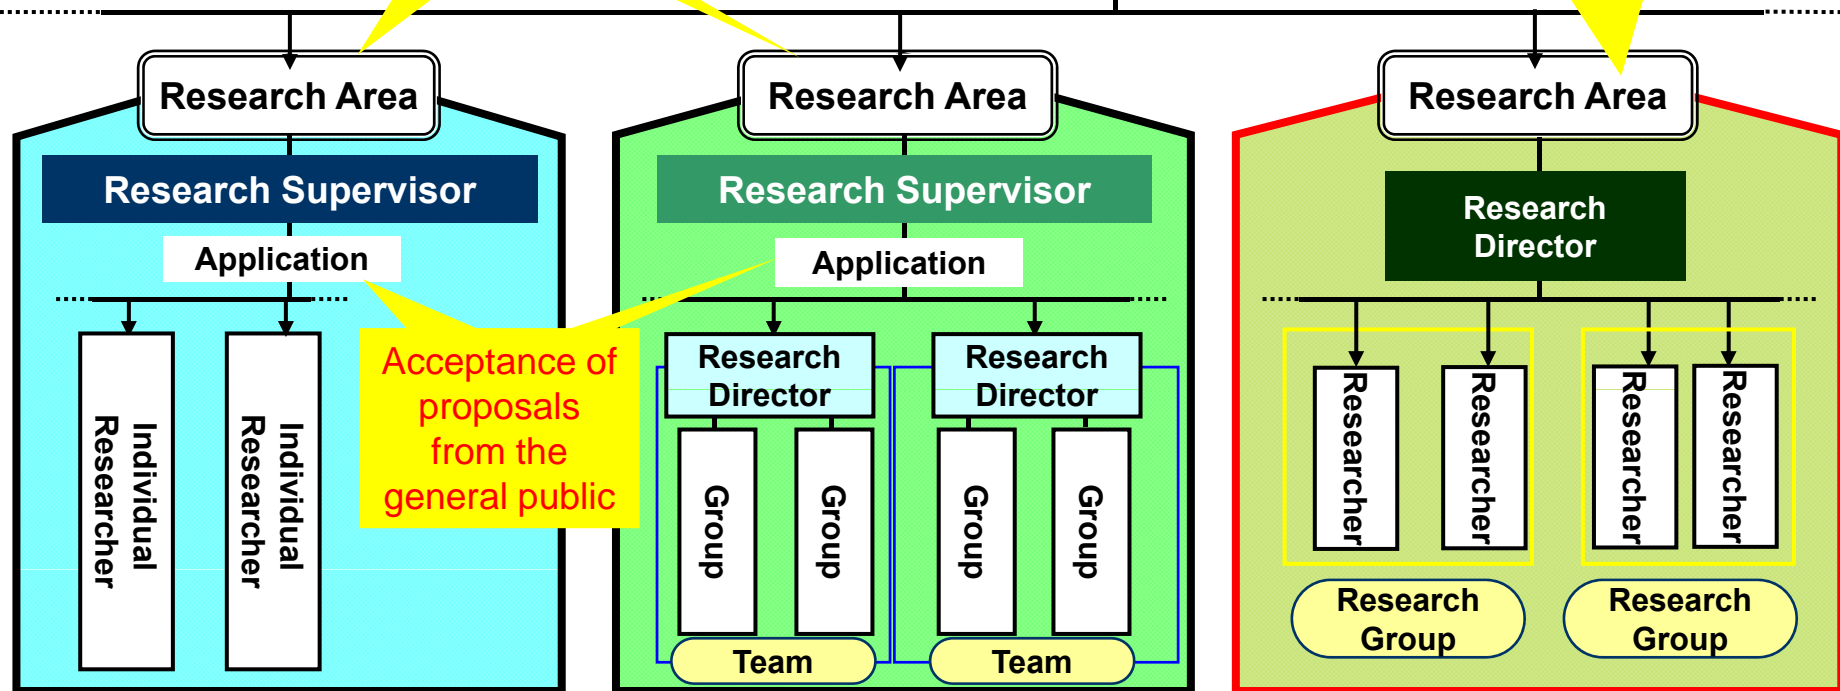 Research Area
Research Supervisor
Application
Individual
Researcher
Individual
Researcher
Acceptance of
proposals
from the
general public
Research Area
Research Supervisor
Application
Research
Director
Group
Group
Team
Research
Director
Group
Group
Team
Research Area
Research
Director
Researcher
Researcher
Research
Group
Researcher
Researcher
Research
Group